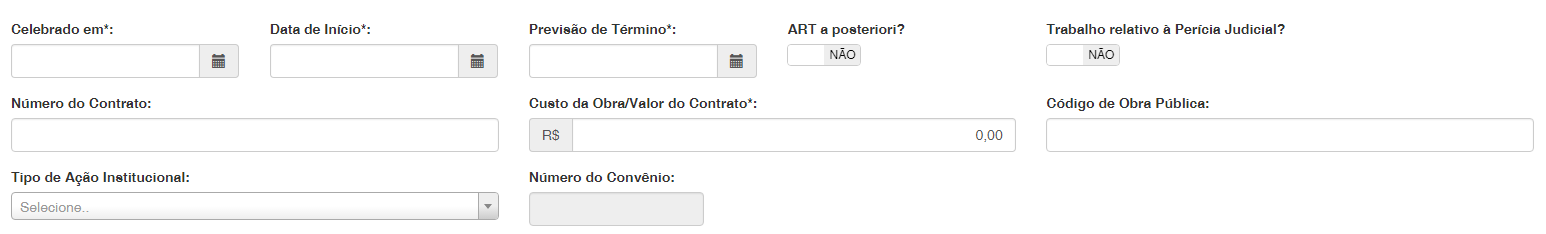 Celebrado em*: Data de Início*: Previsão de Término*: ART a posteriori? Trabalho relativo à Perícia Judicial?
NÃO NÃO
Número do Contrato: Custo da Obra/Valor do Contrato*: Código de Obra Pública:
R$ 0,00
Tipo de Ação Institucional: Número do Convênio:
Selecione..